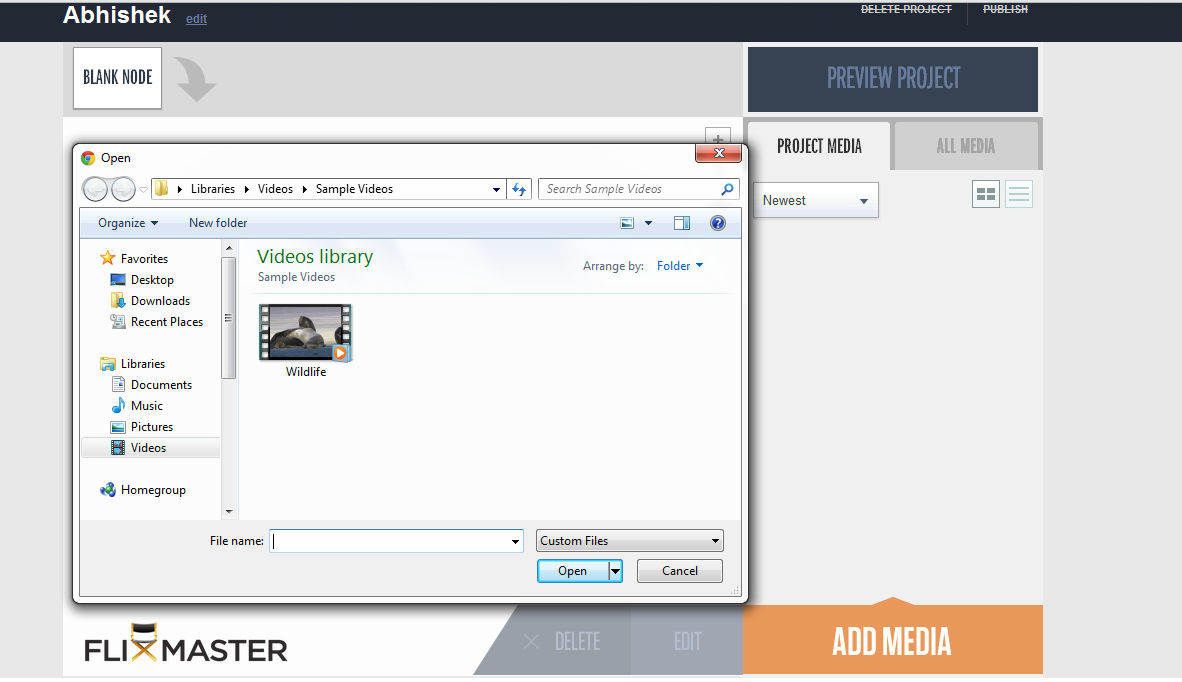 Abhishek edit
DELETE PROJECT PUBLISH
BLANK NODE
PREVIEW PROJECT
PROJECT MEDIA ALL MEDIA
Newest
Open
Libraries Videos Sample Videos
Search Sample Videos
Organize New folder
Favorites
Desktop
Downloads
Recent Places
Libraries
Documents
Music
Pictures
Videos
Homegroup
Videos library
Sample Videos
Arrange by: Folder
Wildlife
File name:
Custom Files
Open Cancel
FLIXMASTER
DELETE EDIT
ADD MEDIA